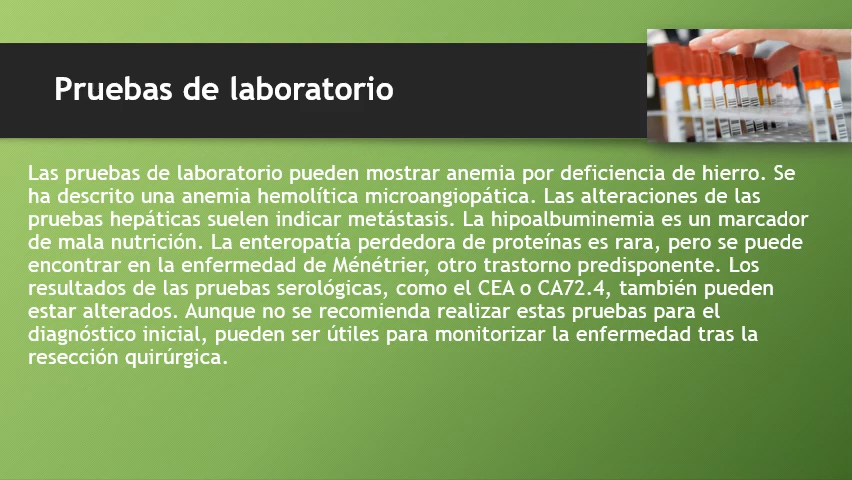 Pruebas de laboratorio
Las pruebas de laboratorio pueden mostrar anemia por deficiencia de hierro. Se
ha descrito una anemia hemolítica microangiopática. Las alteraciones de las
pruebas hepáticas suelen indicar metástasis. La hipoalbuminemia es un marcador
de mala nutrición. La enteropatía perdedora de proteínas es rara, pero se puede
encontrar en la enfermedad de Ménétrier, otro trastorno predisponente. Los
resultados de las pruebas serológicas, como el CEA o CA72.4, también pueden
estar alterados. Aunque no se recomienda realizar estas pruebas para el
diagnóstico inicial, pueden ser útiles para monitorizar la enfermedad tras la
resección quirúrgica.